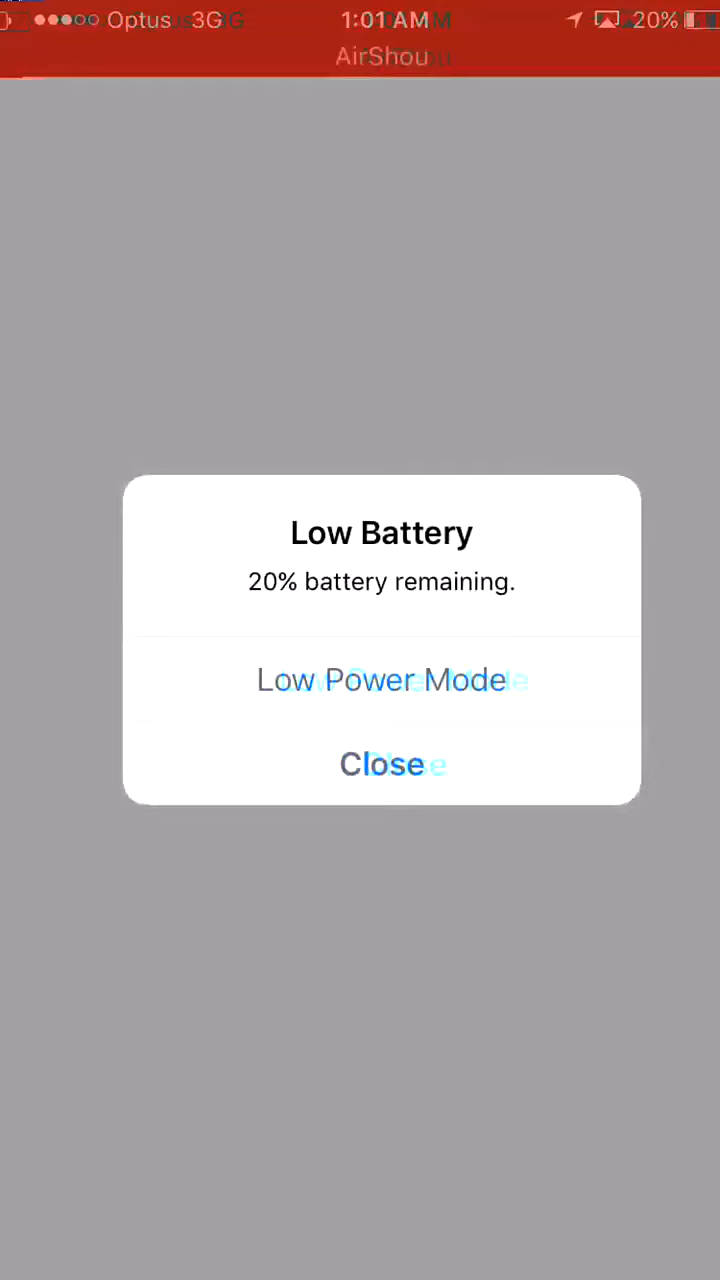 Optus 3G 1:01 AM 20%
AirShou
Low Battery
20% battery remaining.
Low Power Mode
Close